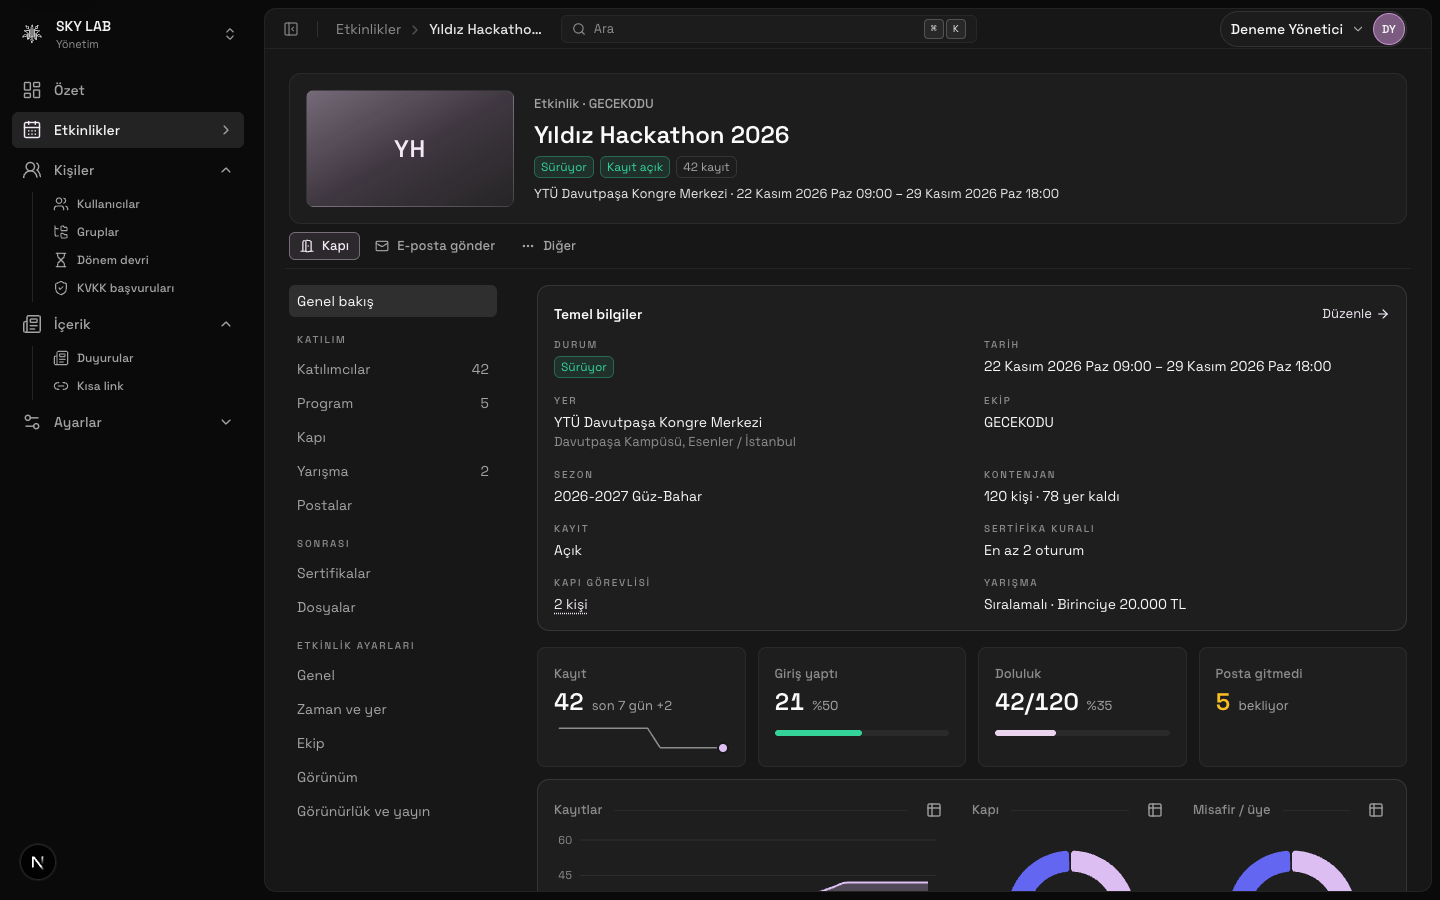 SKY LAB
Yönetim
Özet
Etkinlikler
Kişiler
Kullanıcılar
Gruplar
Dönem devri
KVKK başvuruları
İçerik
Duyurular
Kısa link
Ayarlar
N
Etkinlikler
Yıldız Hackatho...
Ara
⌘ K
Deneme Yönetici
DY
YH
Etkinlik · GECEKODU
Yıldız Hackathon 2026
Sürüyor
Kayıt açık
42 kayıt
YTÜ Davutpaşa Kongre Merkezi · 22 Kasım 2026 Paz 09:00 – 29 Kasım 2026 Paz 18:00
Kapı
E-posta gönder
Diğer
Genel bakış
KATILIM
Katılımcılar 42
Program 5
Kapı
Yarışma 2
Postalar
SONRASI
Sertifikalar
Dosyalar
ETKİNLİK AYARLARI
Genel
Zaman ve yer
Ekip
Görünüm
Görünürlük ve yayın
Temel bilgiler
Düzenle →
DURUM
Sürüyor
TARİH
22 Kasım 2026 Paz 09:00 – 29 Kasım 2026 Paz 18:00
YER
YTÜ Davutpaşa Kongre Merkezi
Davutpaşa Kampüsü, Esenler / İstanbul
EKİP
GECEKODU
SEZON
2026-2027 Güz-Bahar
KONTENJAN
120 kişi · 78 yer kaldı
KAYIT
Açık
SERTİFİKA KURALI
En az 2 oturum
KAPI GÖREVLİSİ
2 kişi
YARIŞMA
Sıralamalı · Birinciye 20.000 TL
Kayıt
42 son 7 gün +2
Giriş yaptı
21 %50
Doluluk
42/120 %35
Posta gitmedi
5 bekliyor
Kayıtlar
60
45
Kapı
Misafir / üye